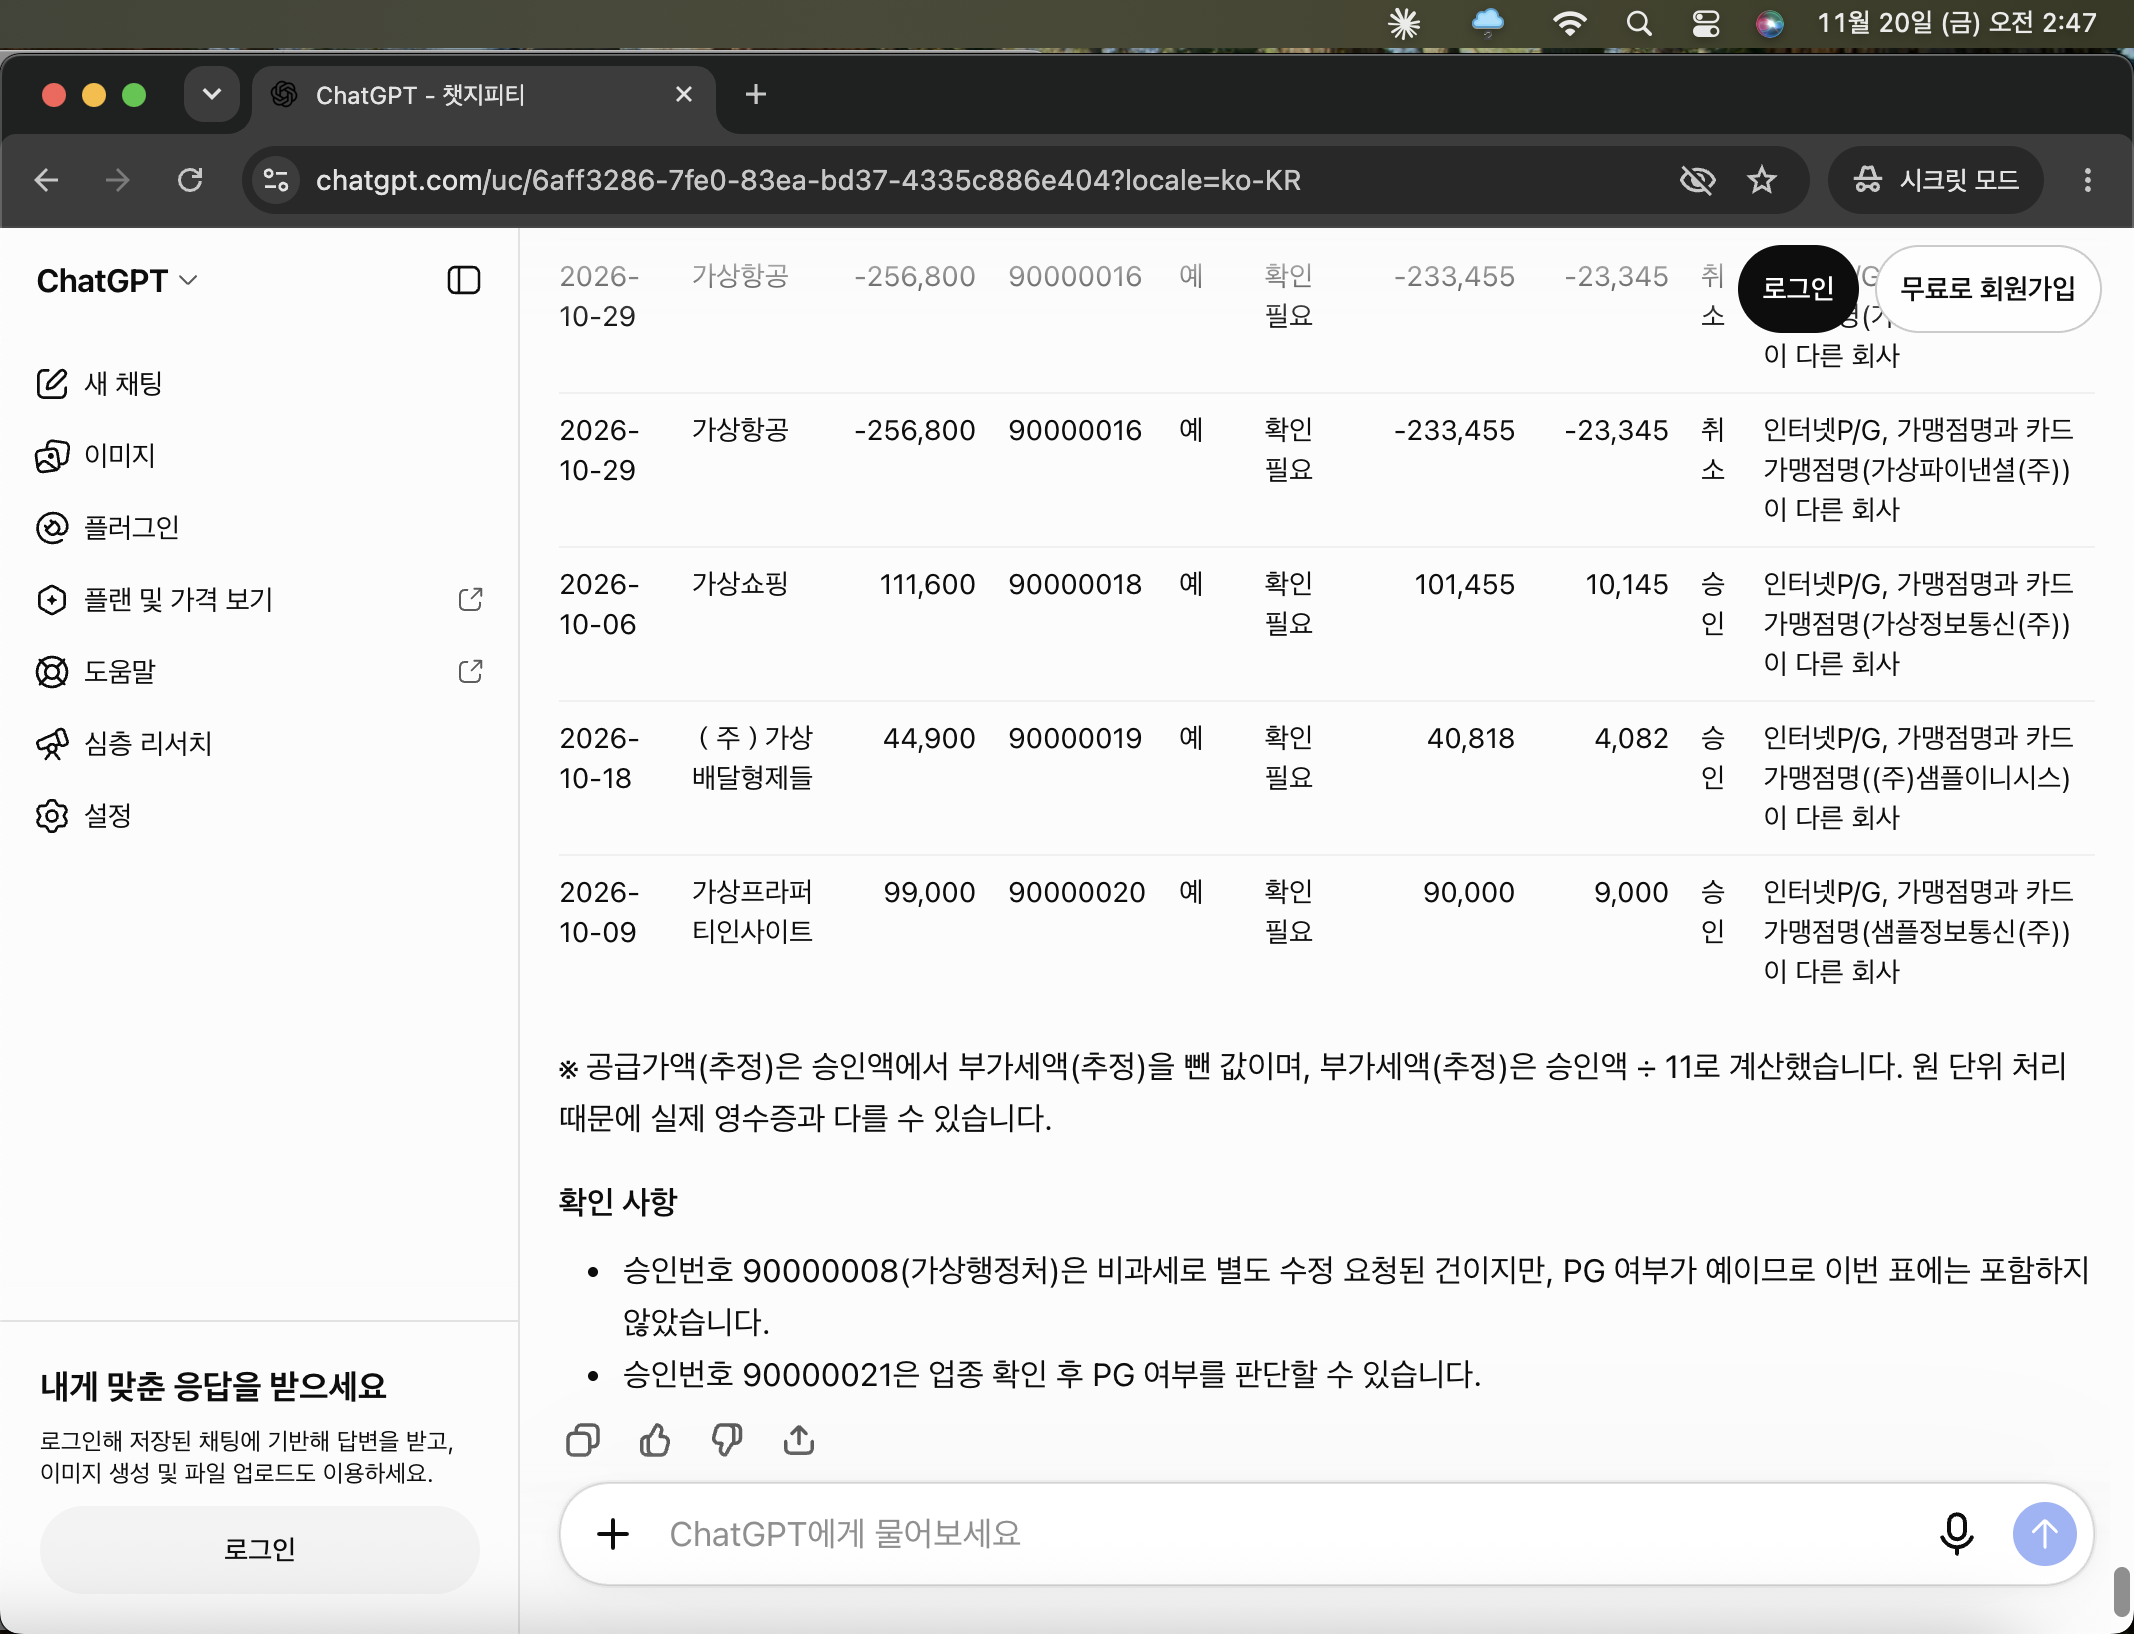 11월 20일 (금) 오전 2:47
ChatGPT - 챗지피티
chatgpt.com/uc/6aff3286-7fe0-83ea-bd37-4335c886e404?locale=ko-KR
시크릿 모드
ChatGPT
새 채팅
이미지
플러그인
플랜 및 가격 보기
도움말
심층 리서치
설정
내게 맞춘 응답을 받으세요
로그인해 저장된 채팅에 기반해 답변을 받고,
이미지 생성 및 파일 업로드도 이용하세요.
로그인
로그인
무료로 회원가입
2026- 가상항공 -256,800 90000016 예 확인 -233,455 -23,345 취
10-29 필요 소
이 다른 회사
2026- 가상항공 -256,800 90000016 예 확인 -233,455 -23,345 취 인터넷P/G, 가맹점명과 카드
10-29 필요 소 가맹점명(가상파이낸셜(주))
이 다른 회사
2026- 가상쇼핑 111,600 90000018 예 확인 101,455 10,145 승 인터넷P/G, 가맹점명과 카드
10-06 필요 인 가맹점명(가상정보통신(주))
이 다른 회사
2026- (주)가상 44,900 90000019 예 확인 40,818 4,082 승 인터넷P/G, 가맹점명과 카드
10-18 배달형제들 필요 인 가맹점명((주)샘플이니시스)
이 다른 회사
2026- 가상프라퍼 99,000 90000020 예 확인 90,000 9,000 승 인터넷P/G, 가맹점명과 카드
10-09 티인사이트 필요 인 가맹점명(샘플정보통신(주))
이 다른 회사
※ 공급가액(추정)은 승인액에서 부가세액(추정)을 뺀 값이며, 부가세액(추정)은 승인액 ÷ 11로 계산했습니다. 원 단위 처리
때문에 실제 영수증과 다를 수 있습니다.
확인 사항
• 승인번호 90000008(가상행정처)은 비과세로 별도 수정 요청된 건이지만, PG 여부가 예이므로 이번 표에는 포함하지
않았습니다.
• 승인번호 90000021은 업종 확인 후 PG 여부를 판단할 수 있습니다.
ChatGPT에게 물어보세요